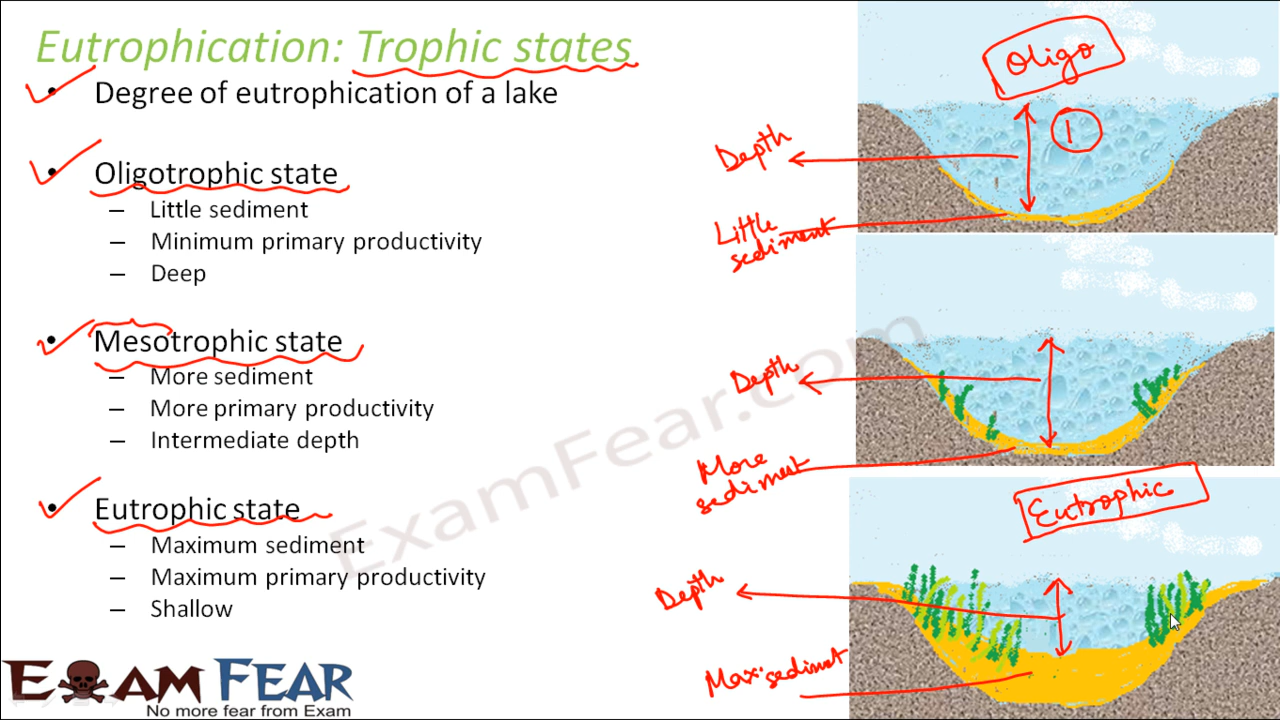 Eutrophication: Trophic states
• Degree of eutrophication of a lake
• Oligotrophic state
– Little sediment
– Minimum primary productivity
– Deep
• Mesotrophic state
– More sediment
– More primary productivity
– Intermediate depth
• Eutrophic state
– Maximum sediment
– Maximum primary productivity
– Shallow
Oligo
1
Depth
Little
sediment
Depth
More
sediment
Eutrophic
Depth
Max. sedimet
ExamFear.com
EXAM FEAR
No more fear from Exam